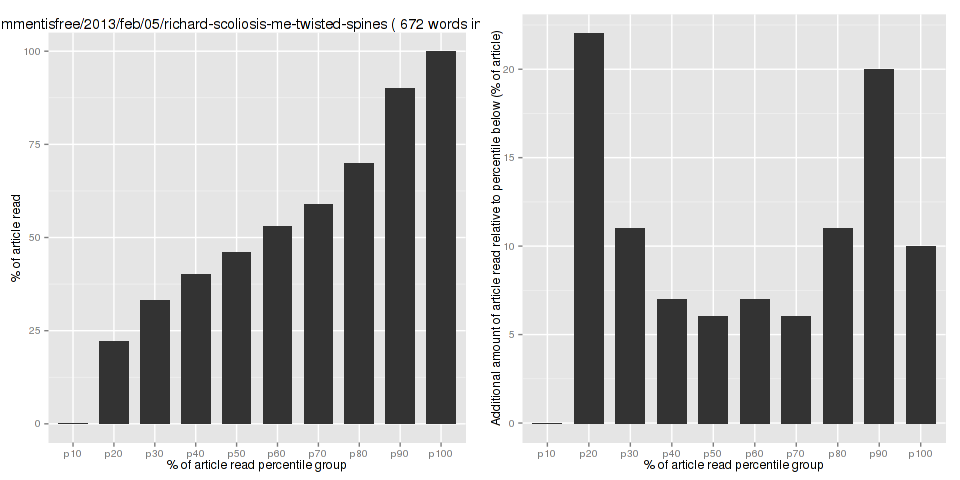 mmentisfree/2013/feb/05/richard-scoliosis-me-twisted-spines ( 672 words in
% of article read
100
75
50
25
0
p10 p20 p30 p40 p50 p60 p70 p80 p90 p100
% of article read percentile group
Additional amount of article read relative to percentile below (% of article)
20
15
10
5
0
p10 p20 p30 p40 p50 p60 p70 p80 p90 p100
% of article read percentile group